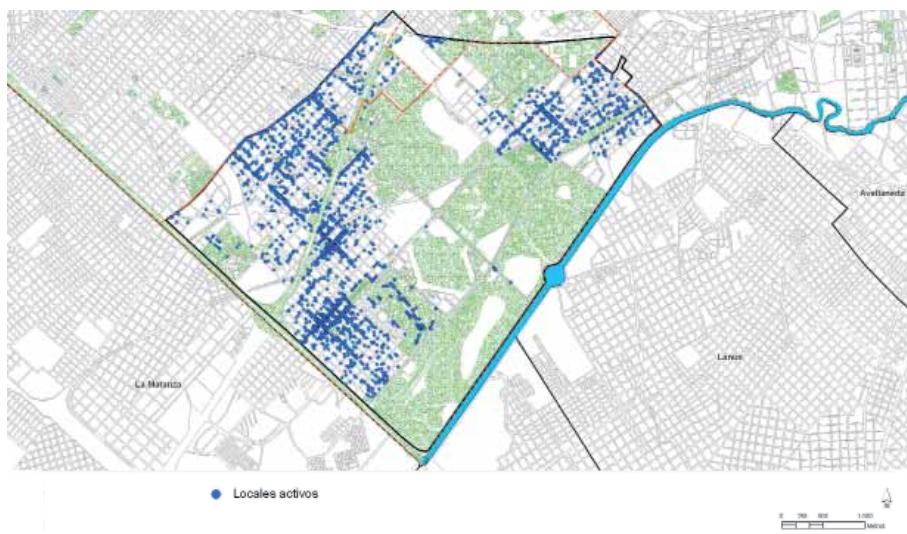 Avellaneda
Lanús
La Matanza
Locales activos
Metros